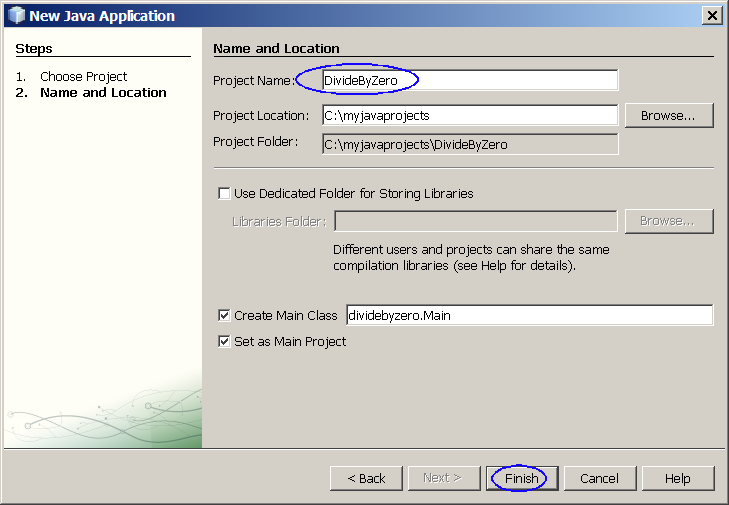 New Java Application
Steps
1. Choose Project
2. Name and Location
Name and Location
Project Name: DivideByZero
Project Location: C:\myjavaprojects Browse...
Project Folder: C:\myjavaprojects\DivideByZero
Use Dedicated Folder for Storing Libraries
Libraries Folder: Browse...
Different users and projects can share the same
compilation libraries (see Help for details).
Create Main Class dividebyzero.Main
Set as Main Project
< Back Next > Finish Cancel Help